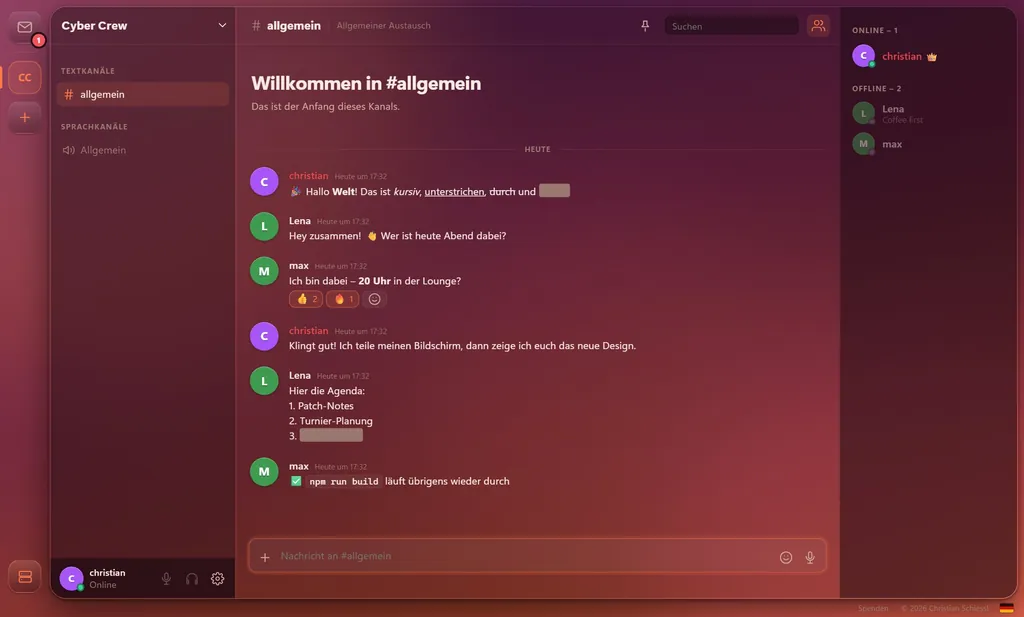 1
CC
Cyber Crew
TEXTKANÄLE
# allgemein
SPRACHKANÄLE
Allgemein
C
christian
Online
# allgemein
Allgemeiner Austausch
Suchen
Willkommen in #allgemein
Das ist der Anfang dieses Kanals.
HEUTE
C
christian Heute um 17:32
🎉 Hallo Welt! Das ist kursiv, unterstrichen, durch und
L
Lena Heute um 17:32
Hey zusammen! 👋 Wer ist heute Abend dabei?
M
max Heute um 17:32
Ich bin dabei – 20 Uhr in der Lounge?
👍 2 🔥 1
C
christian Heute um 17:32
Klingt gut! Ich teile meinen Bildschirm, dann zeige ich euch das neue Design.
L
Lena Heute um 17:32
Hier die Agenda:
1. Patch-Notes
2. Turnier-Planung
3.
M
max Heute um 17:32
✅ npm run build läuft übrigens wieder durch
Nachricht an #allgemein
ONLINE – 1
C
christian 👑
OFFLINE – 2
L
Lena
Coffee First
M
max
Spenden
© 2026 Christian